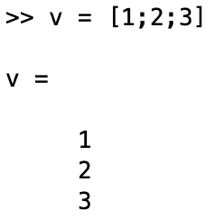 >> v = [1;2;3]
v =
1
2
3